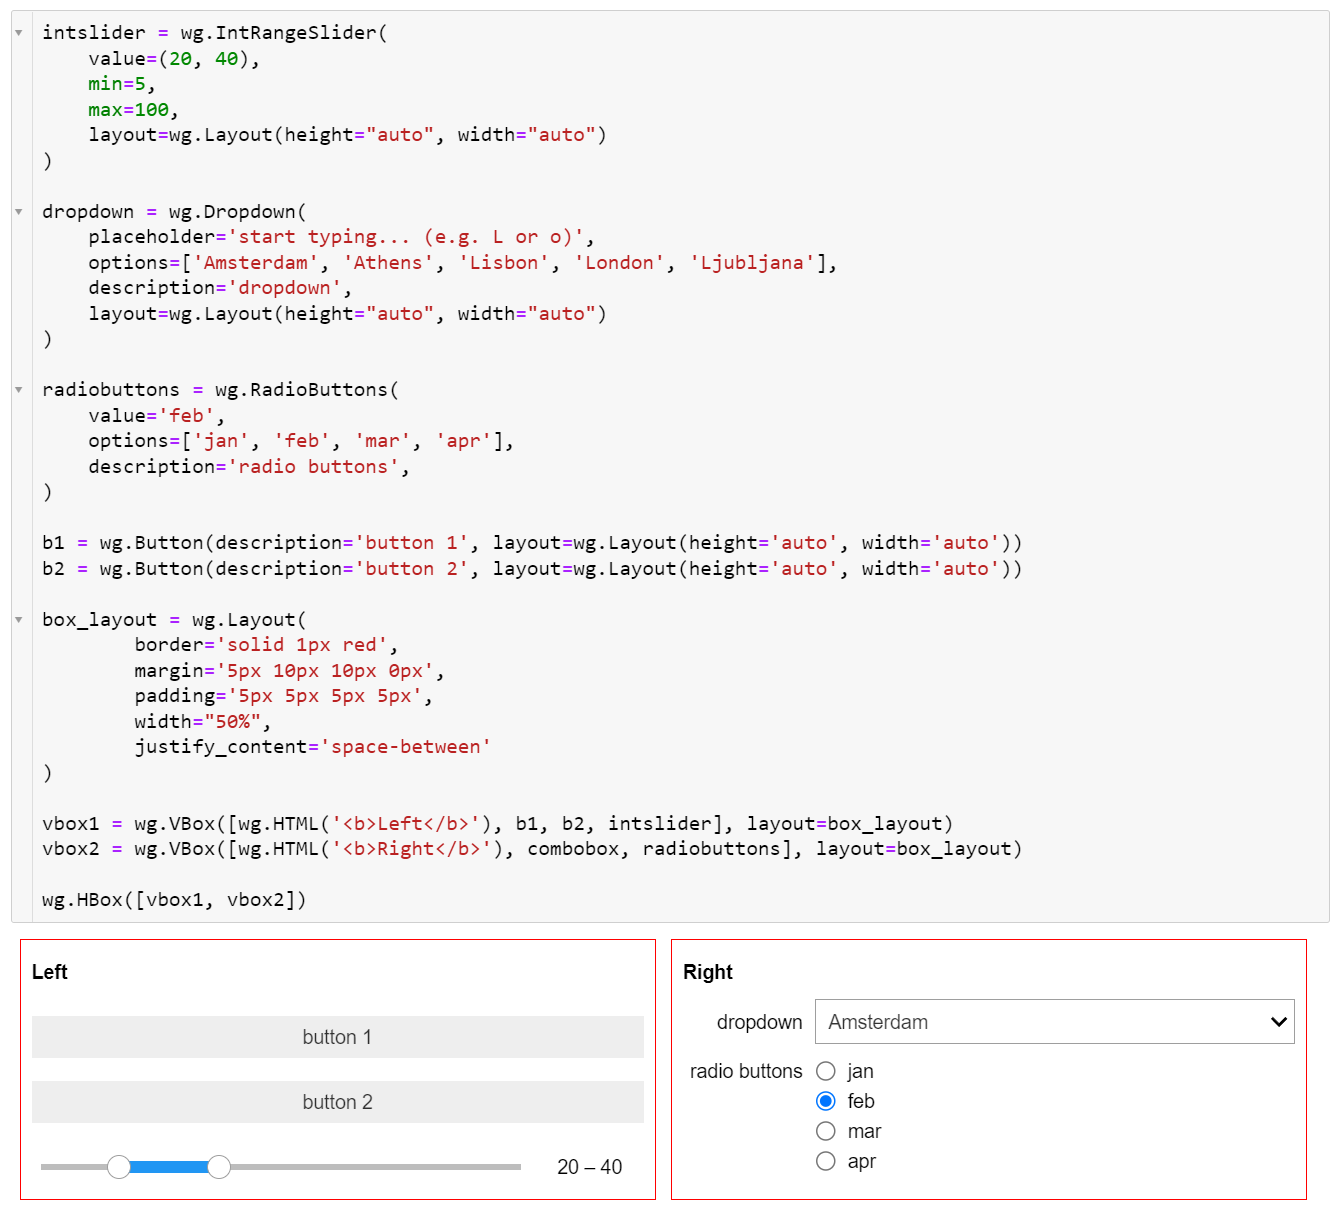 intslider = wg.IntRangeSlider(
    value=(20, 40),
    min=5,
    max=100,
    layout=wg.Layout(height="auto", width="auto")
)

dropdown = wg.Dropdown(
    placeholder='start typing... (e.g. L or o)',
    options=['Amsterdam', 'Athens', 'Lisbon', 'London', 'Ljubljana'],
    description='dropdown',
    layout=wg.Layout(height="auto", width="auto")
)

radiobuttons = wg.RadioButtons(
    value='feb',
    options=['jan', 'feb', 'mar', 'apr'],
    description='radio buttons',
)

b1 = wg.Button(description='button 1', layout=wg.Layout(height='auto', width='auto'))
b2 = wg.Button(description='button 2', layout=wg.Layout(height='auto', width='auto'))

box_layout = wg.Layout(
        border='solid 1px red',
        margin='5px 10px 10px 0px',
        padding='5px 5px 5px 5px',
        width="50%",
        justify_content='space-between'
)

vbox1 = wg.VBox([wg.HTML('<b>Left</b>'), b1, b2, intslider], layout=box_layout)
vbox2 = wg.VBox([wg.HTML('<b>Right</b>'), combobox, radiobuttons], layout=box_layout)

wg.HBox([vbox1, vbox2])
Left
button 1
button 2
20 – 40
Right
dropdown Amsterdam
radio buttons jan
feb
mar
apr